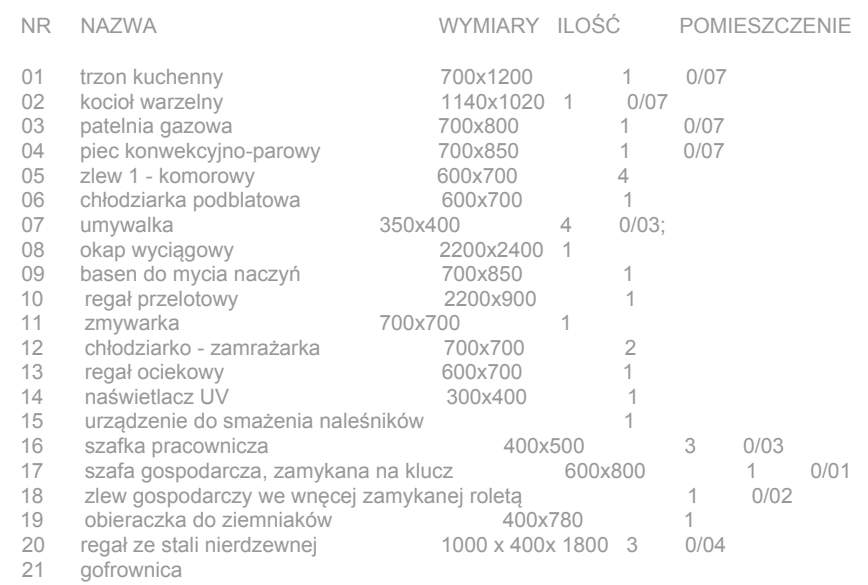 NR NAZWA WYMIARY ILOŚĆ POMIESZCZENIE
01 trzon kuchenny 700x1200 1 0/07
02 kocioł warzelny 1140x1020 1 0/07
03 patelnia gazowa 700x800 1 0/07
04 piec konwekcyjno-parowy 700x850 1 0/07
05 zlew 1 - komorowy 600x700 4
06 chłodziarka podblatowa 600x700 1
07 umywalka 350x400 4 0/03;
08 okap wyciągowy 2200x2400 1
09 basen do mycia naczyń 700x850 1
10 regał przelotowy 2200x900 1
11 zmywarka 700x700 1
12 chłodziarko - zamrażarka 700x700 2
13 regał ociekowy 600x700 1
14 naświetlacz UV 300x400 1
15 urządzenie do smażenia naleśników 1
16 szafka pracownicza 400x500 3 0/03
17 szafa gospodarcza, zamykana na klucz 600x800 1 0/01
18 zlew gospodarczy we wnęcej zamykanej roletą 1 0/02
19 obieraczka do ziemniaków 400x780 1
20 regał ze stali nierdzewnej 1000 x 400x 1800 3 0/04
21 gofrownica